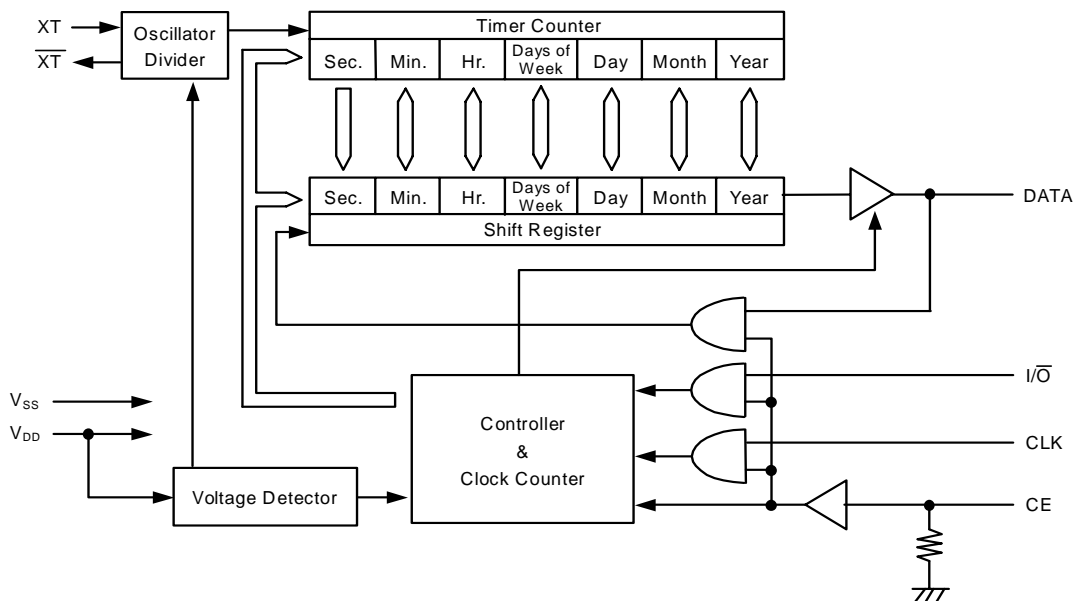 XT
X̅T̅
Oscillator
Divider
Timer Counter
Sec. Min. Hr. Days of Week Day Month Year
Sec. Min. Hr. Days of Week Day Month Year
Shift Register
DATA
I/O̅
CLK
CE
VSS
VDD
Voltage Detector
Controller
&
Clock Counter